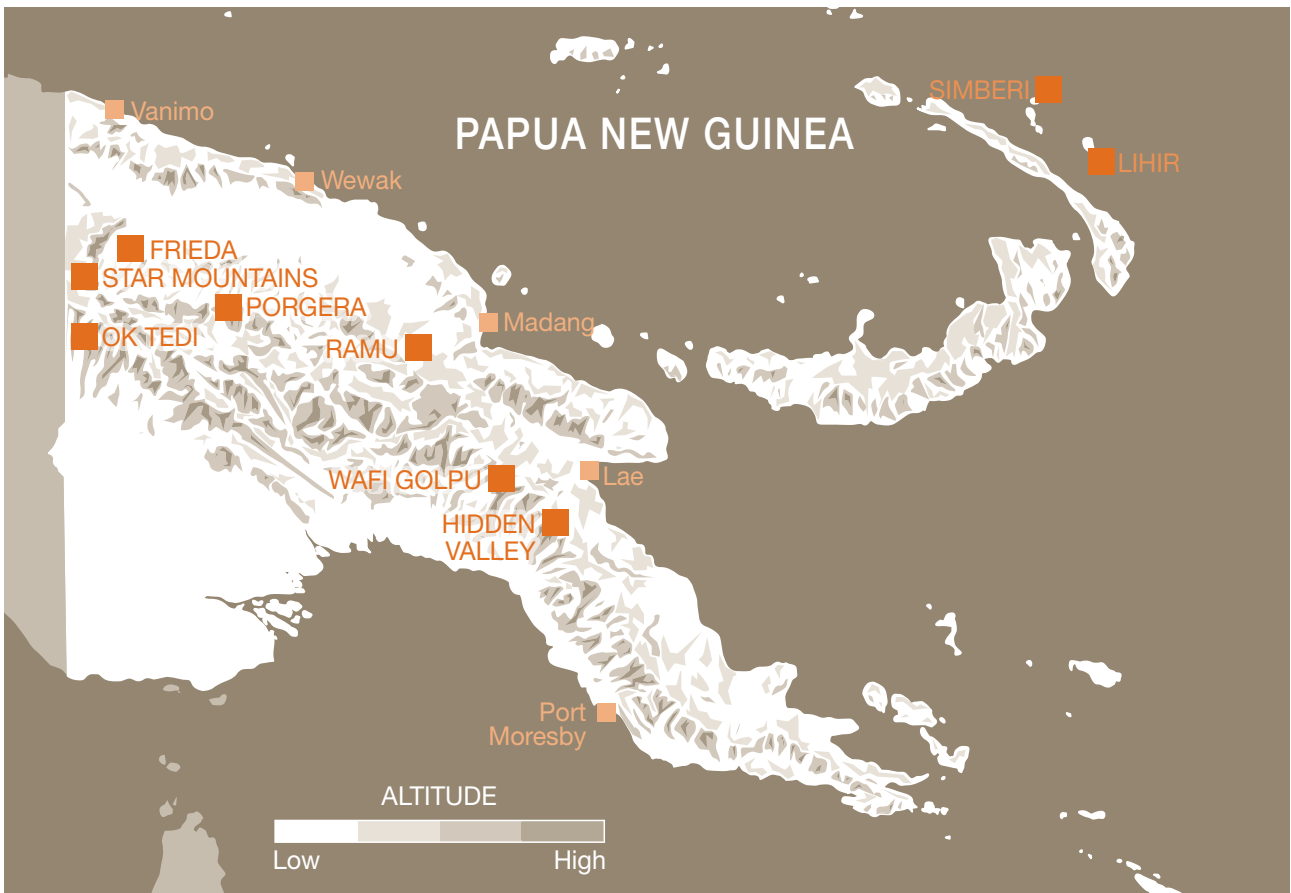 SIMBERI
Vanimo
PAPUA NEW GUINEA
LIHIR
Wewak
FRIEDA
STAR MOUNTAINS
PORGERA
Madang
OK TEDI
RAMU
WAFI GOLPU
Lae
HIDDEN
VALLEY
Port
Moresby
ALTITUDE
Low
High